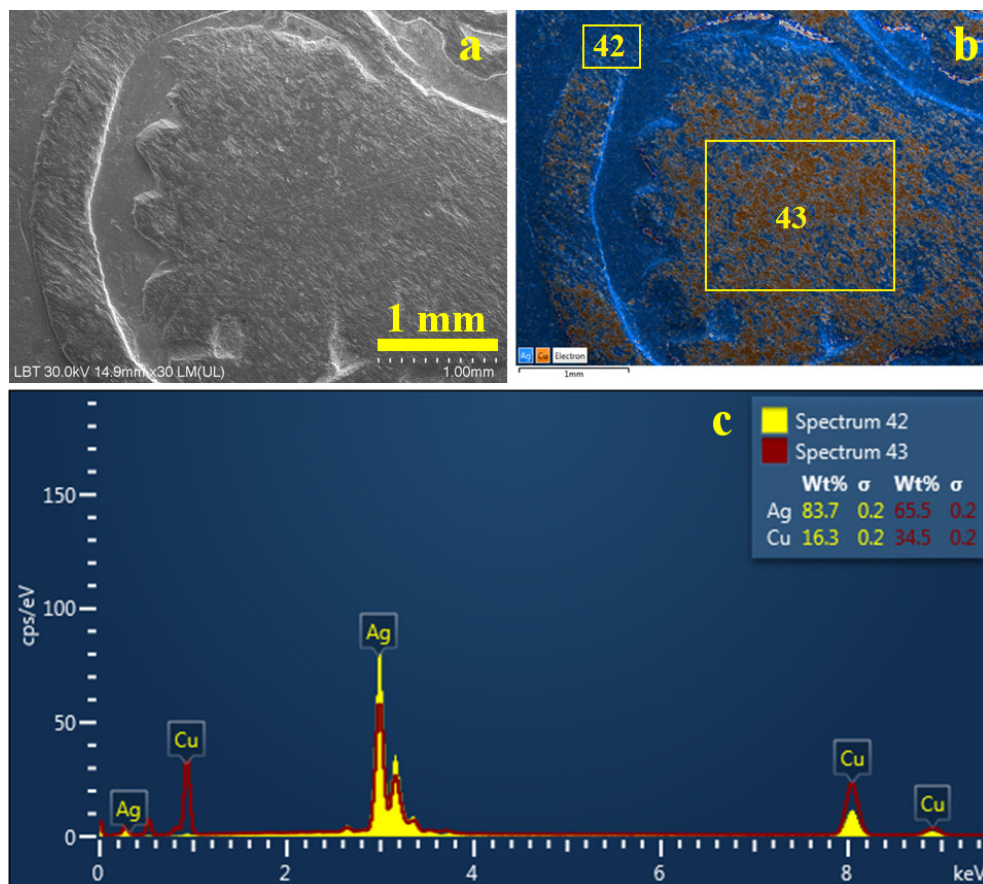 a
1 mm
LBT 30.0kV 14.9mm x30 LM(UL)
1.00mm
42
b
43
Ag Cu Electron
1mm
c
Spectrum 42
Spectrum 43
Wt% σ Wt% σ
Ag 83.7 0.2 65.5 0.2
Cu 16.3 0.2 34.5 0.2
cps/eV
150
100
50
0
Ag
Cu
Ag
Cu
Cu
0 2 4 6 8 keV